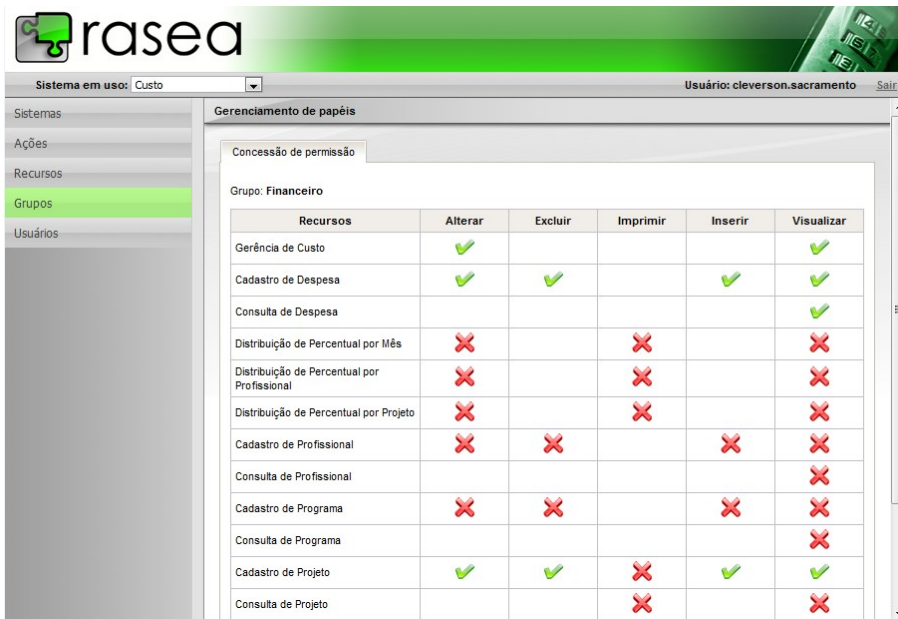 rasea
Sistema em uso: Custo
Usuário: cleverson.sacramento Sair
Sistemas
Ações
Recursos
Grupos
Usuários
Gerenciamento de papéis
Concessão de permissão
Grupo: Financeiro
Recursos Alterar Excluir Imprimir Inserir Visualizar
Gerência de Custo
Cadastro de Despesa
Consulta de Despesa
Distribuição de Percentual por Mês
Distribuição de Percentual por
Profissional
Distribuição de Percentual por Projeto
Cadastro de Profissional
Consulta de Profissional
Cadastro de Programa
Consulta de Programa
Cadastro de Projeto
Consulta de Projeto